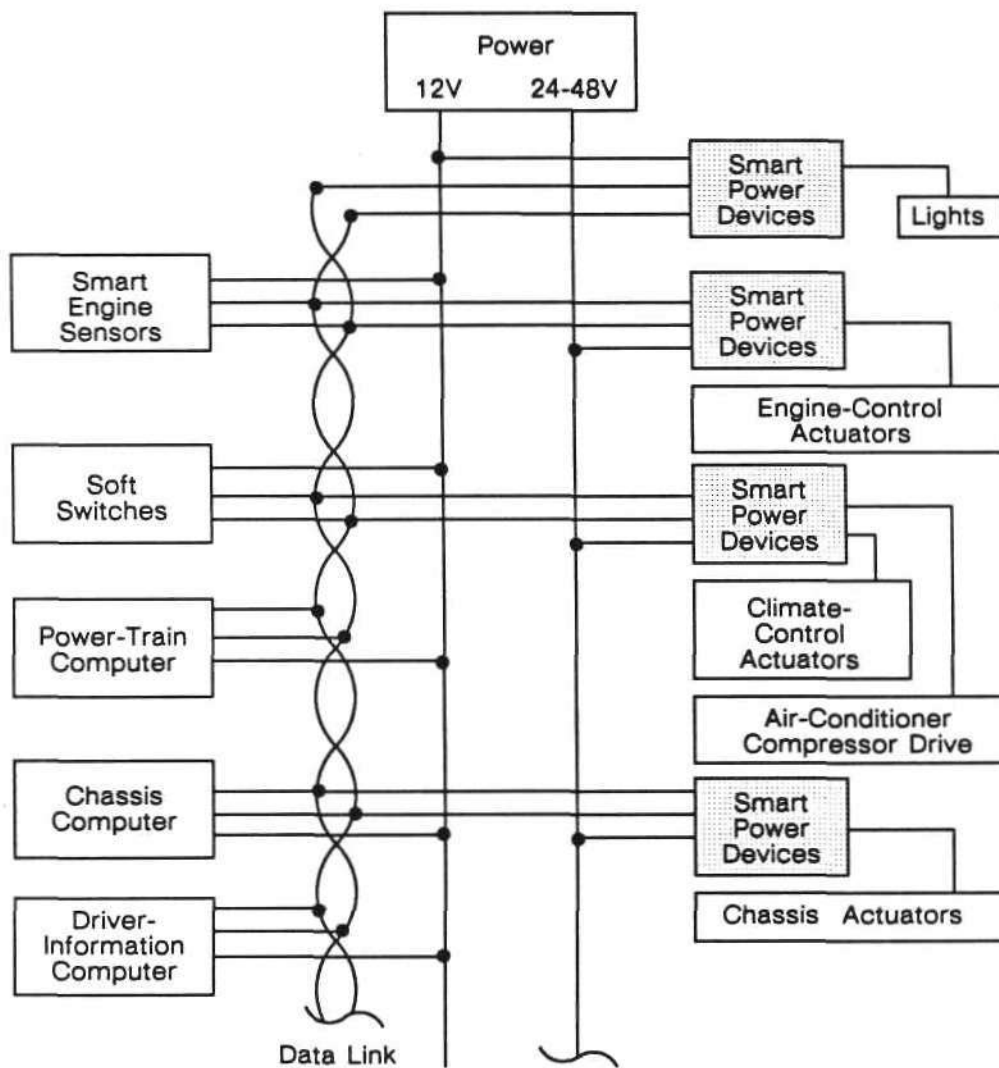 Power
12V 24-48V
Smart
Power
Devices
Lights
Smart
Engine
Sensors
Smart
Power
Devices
Engine-Control
Actuators
Soft
Switches
Smart
Power
Devices
Climate-
Control
Actuators
Power-Train
Computer
Air-Conditioner
Compressor Drive
Chassis
Computer
Smart
Power
Devices
Chassis Actuators
Driver-
Information
Computer
Data Link